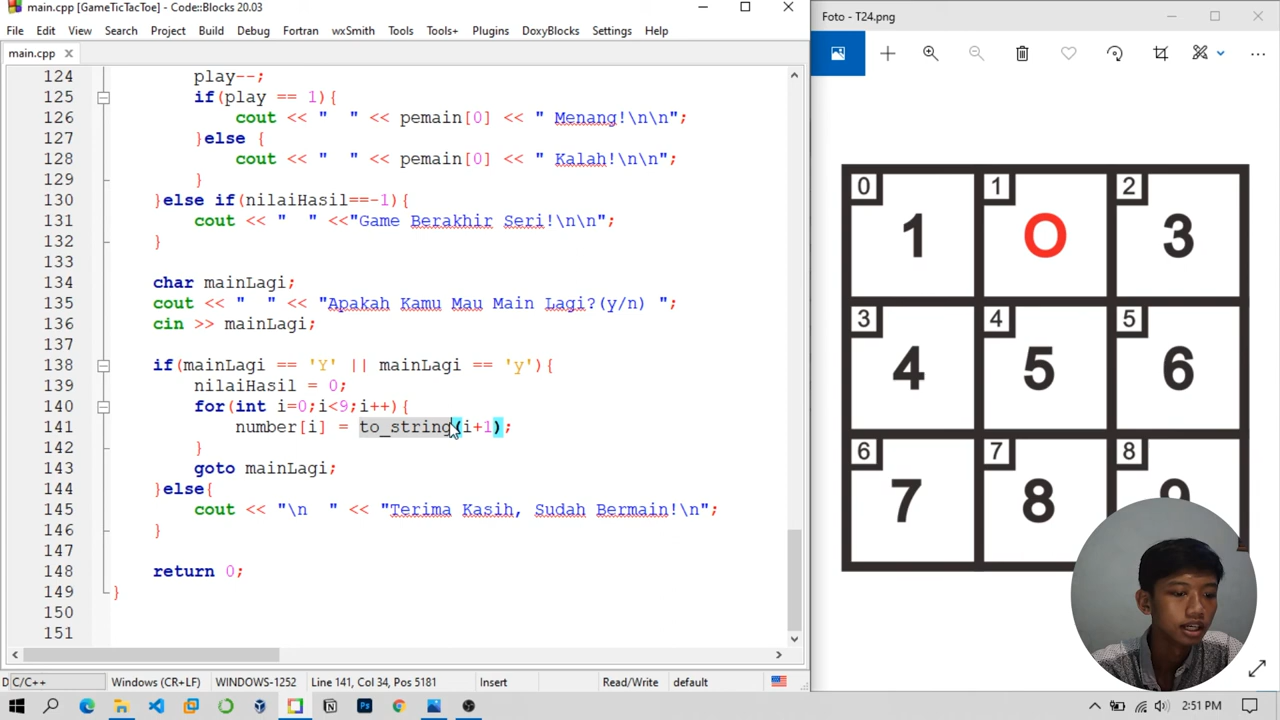 main.cpp [GameTicTacToe] - Code::Blocks 20.03
File Edit View Search Project Build Debug Fortran wxSmith Tools Tools+ Plugins DoxyBlocks Settings Help
main.cpp
124 play--;
125 if(play == 1){
126 cout << "  " << pemain[0] << " Menang!\n\n";
127 }else {
128 cout << "  " << pemain[0] << " Kalah!\n\n";
129 }
130 }else if(nilaiHasil==-1){
131 cout << "  " <<"Game Berakhir Seri!\n\n";
132 }
133
134 char mainLagi;
135 cout << "  " << "Apakah Kamu Mau Main Lagi?(y/n) ";
136 cin >> mainLagi;
137
138 if(mainLagi == 'Y' || mainLagi == 'y'){
139 nilaiHasil = 0;
140 for(int i=0;i<9;i++){
141 number[i] = to_string(i+1);
142 }
143 goto mainLagi;
144 }else{
145 cout << "\n  " << "Terima Kasih, Sudah Bermain!\n";
146 }
147
148 return 0;
149 }
150
151
C/C++ Windows (CR+LF) WINDOWS-1252 Line 141, Col 34, Pos 5181 Insert Read/Write default
2:51 PM
Foto - T24.png
0 1 2
1 O 3
3 4 5
4 5 6
6 7 8
7 8 9